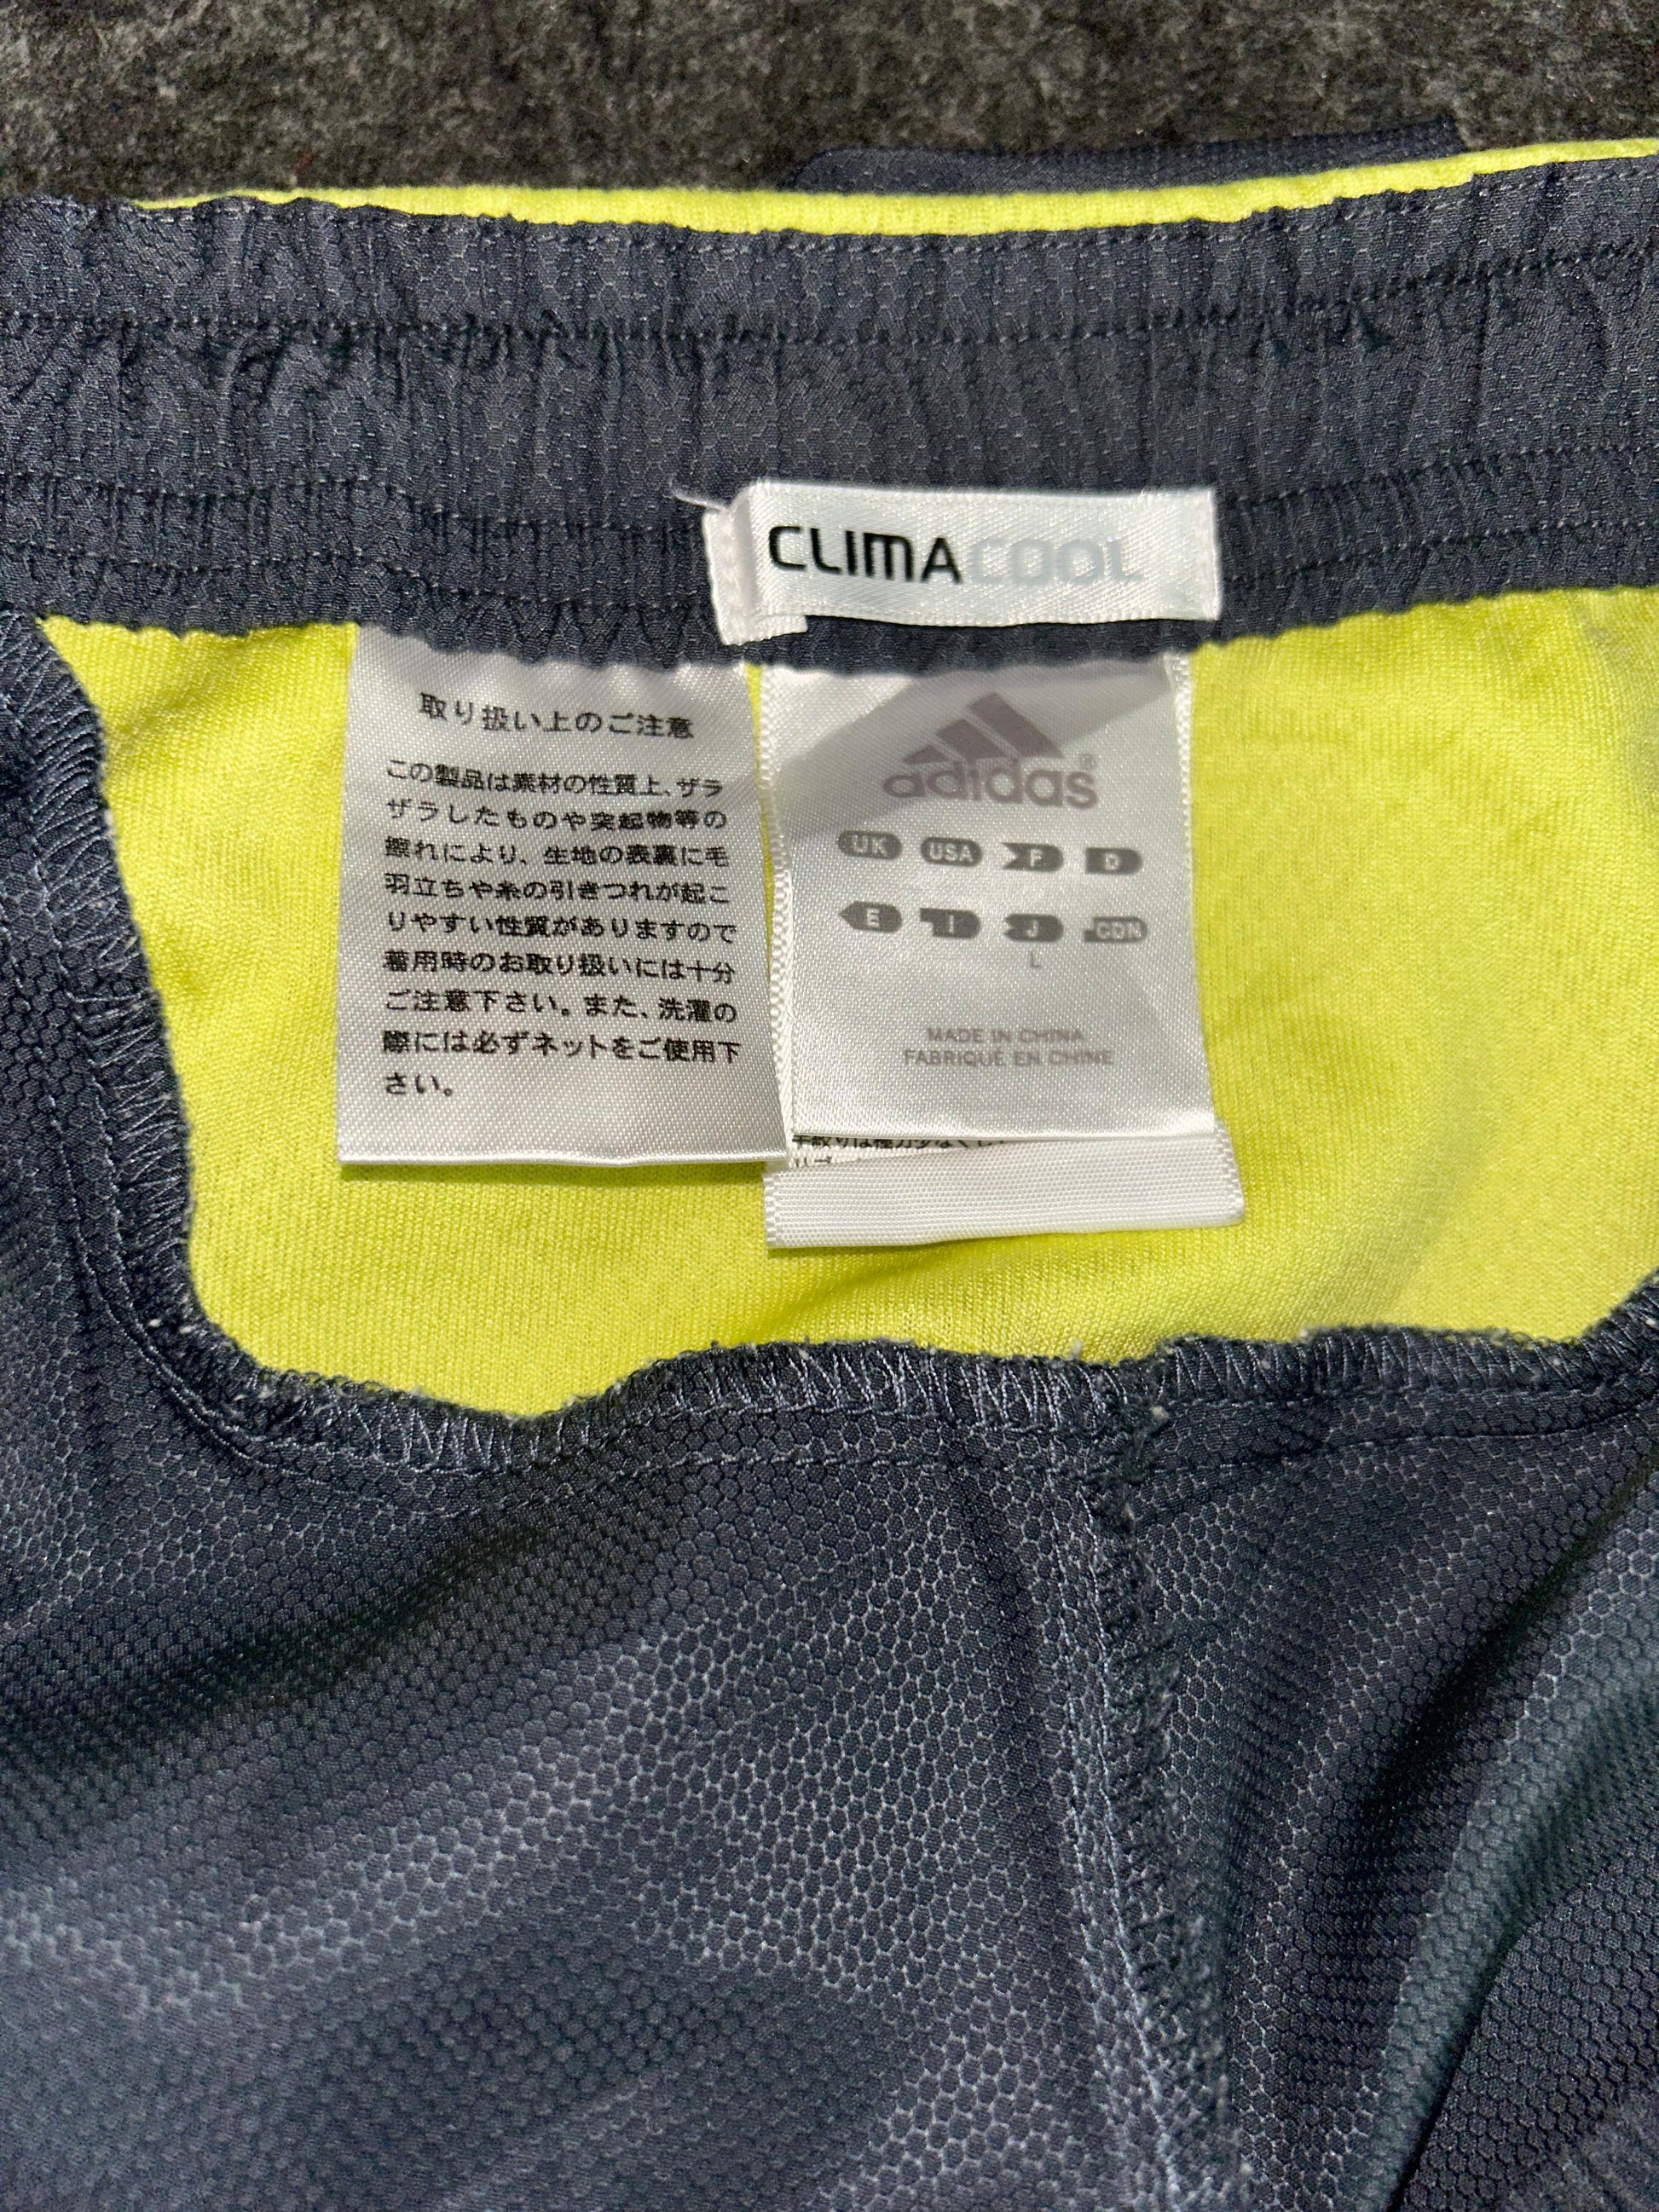 CLIMACOOL
取り扱い上のご注意
この製品は素材の性質上、ザラ
ザラしたものや突起物等の
擦れにより、生地の表裏に毛
羽立ちや糸の引きつれが起こ
りやすい性質がありますので
着用時のお取り扱いには十分
ご注意下さい。また、洗濯の
際には必ずネットをご使用下
さい。
adidas®
UK USA F D
E I J CDN
L
MADE IN CHINA
FABRIQUÉ EN CHINE